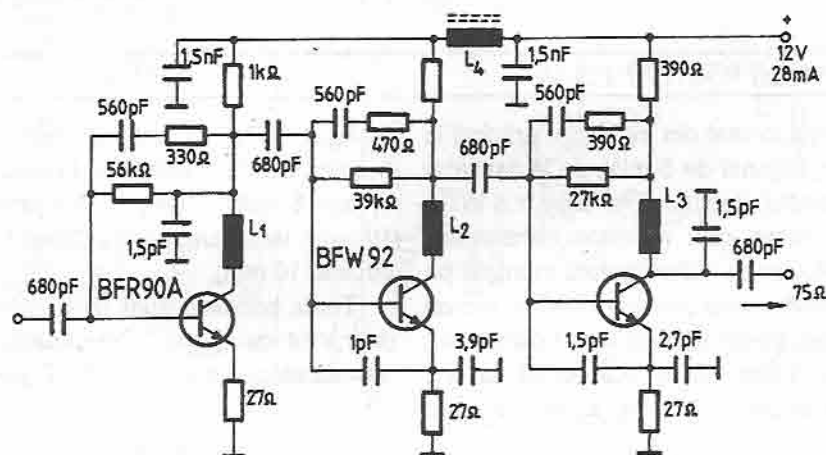 +
12V
28mA
1,5nF
1kΩ
L4
1,5nF
390Ω
560pF
330Ω
680pF
560pF
470Ω
680pF
560pF
390Ω
56kΩ
39kΩ
27kΩ
1,5pF
L1
L2
L3
1,5pF
680pF
BFR90A
BFW92
680pF
75Ω
1pF
3,9pF
1,5pF
2,7pF
27Ω
27Ω
27Ω